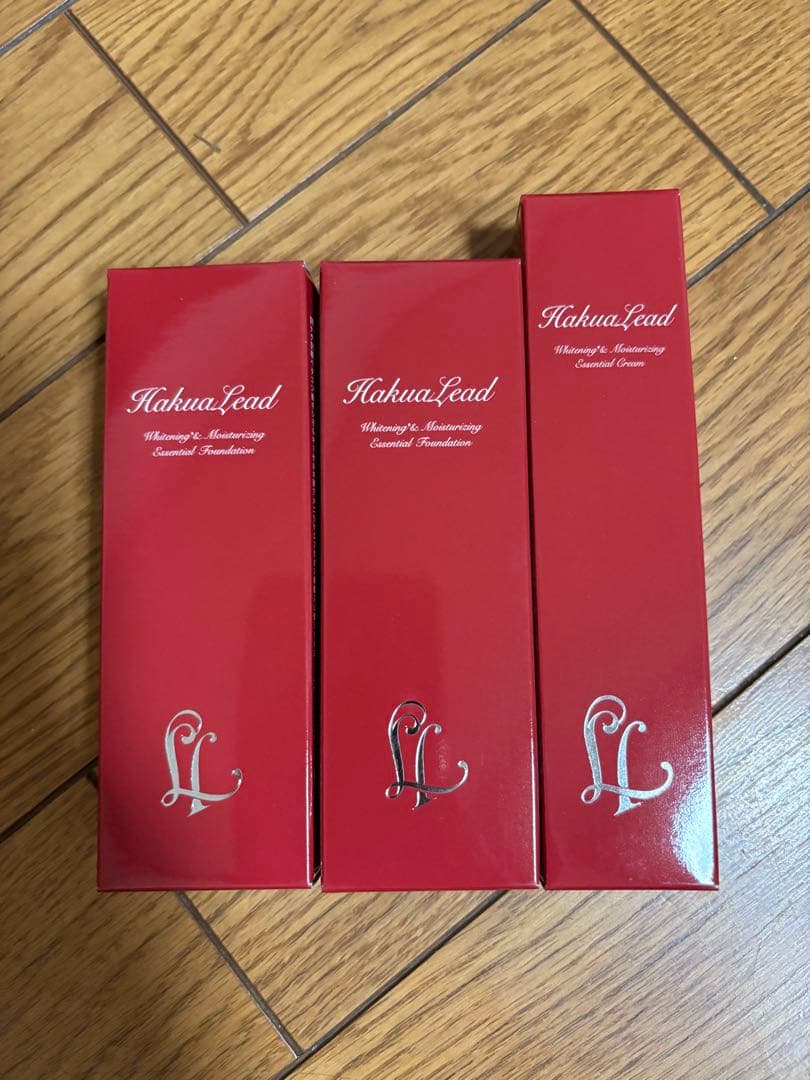 HakuaLead
Whitening*& Moisturizing
Essential Foundation
HakuaLead
Whitening*& Moisturizing
Essential Foundation
HakuaLead
Whitening*& Moisturizing
Essential Cream